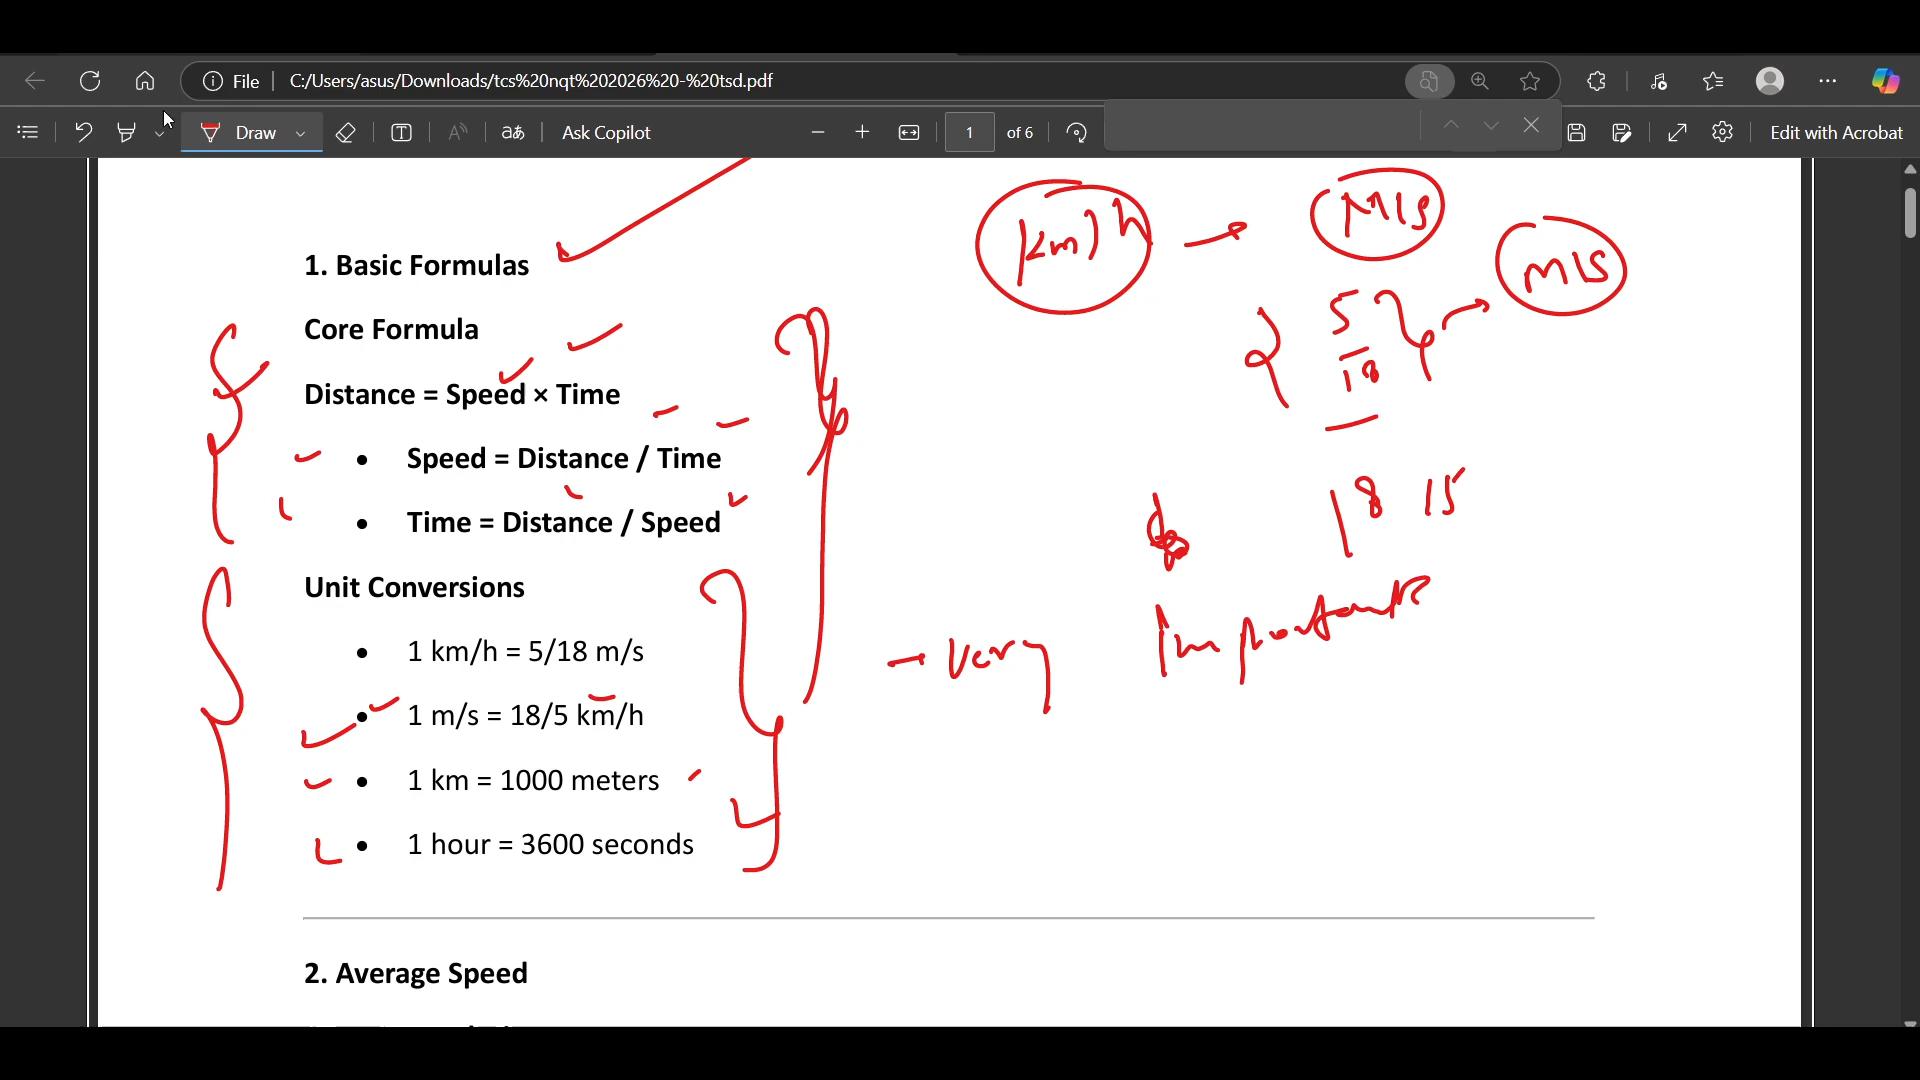 File C:/Users/asus/Downloads/tcs%20nqt%202026%20-%20tsd.pdf
Draw aあ Ask Copilot 1 of 6 Edit with Acrobat
km/h → M/S
m/s
1. Basic Formulas
5
18
Core Formula
Distance = Speed × Time
• Speed = Distance / Time
18 15
• Time = Distance / Speed
Unit Conversions
• 1 km/h = 5/18 m/s
→ Very Important
• 1 m/s = 18/5 km/h
• 1 km = 1000 meters
• 1 hour = 3600 seconds
2. Average Speed